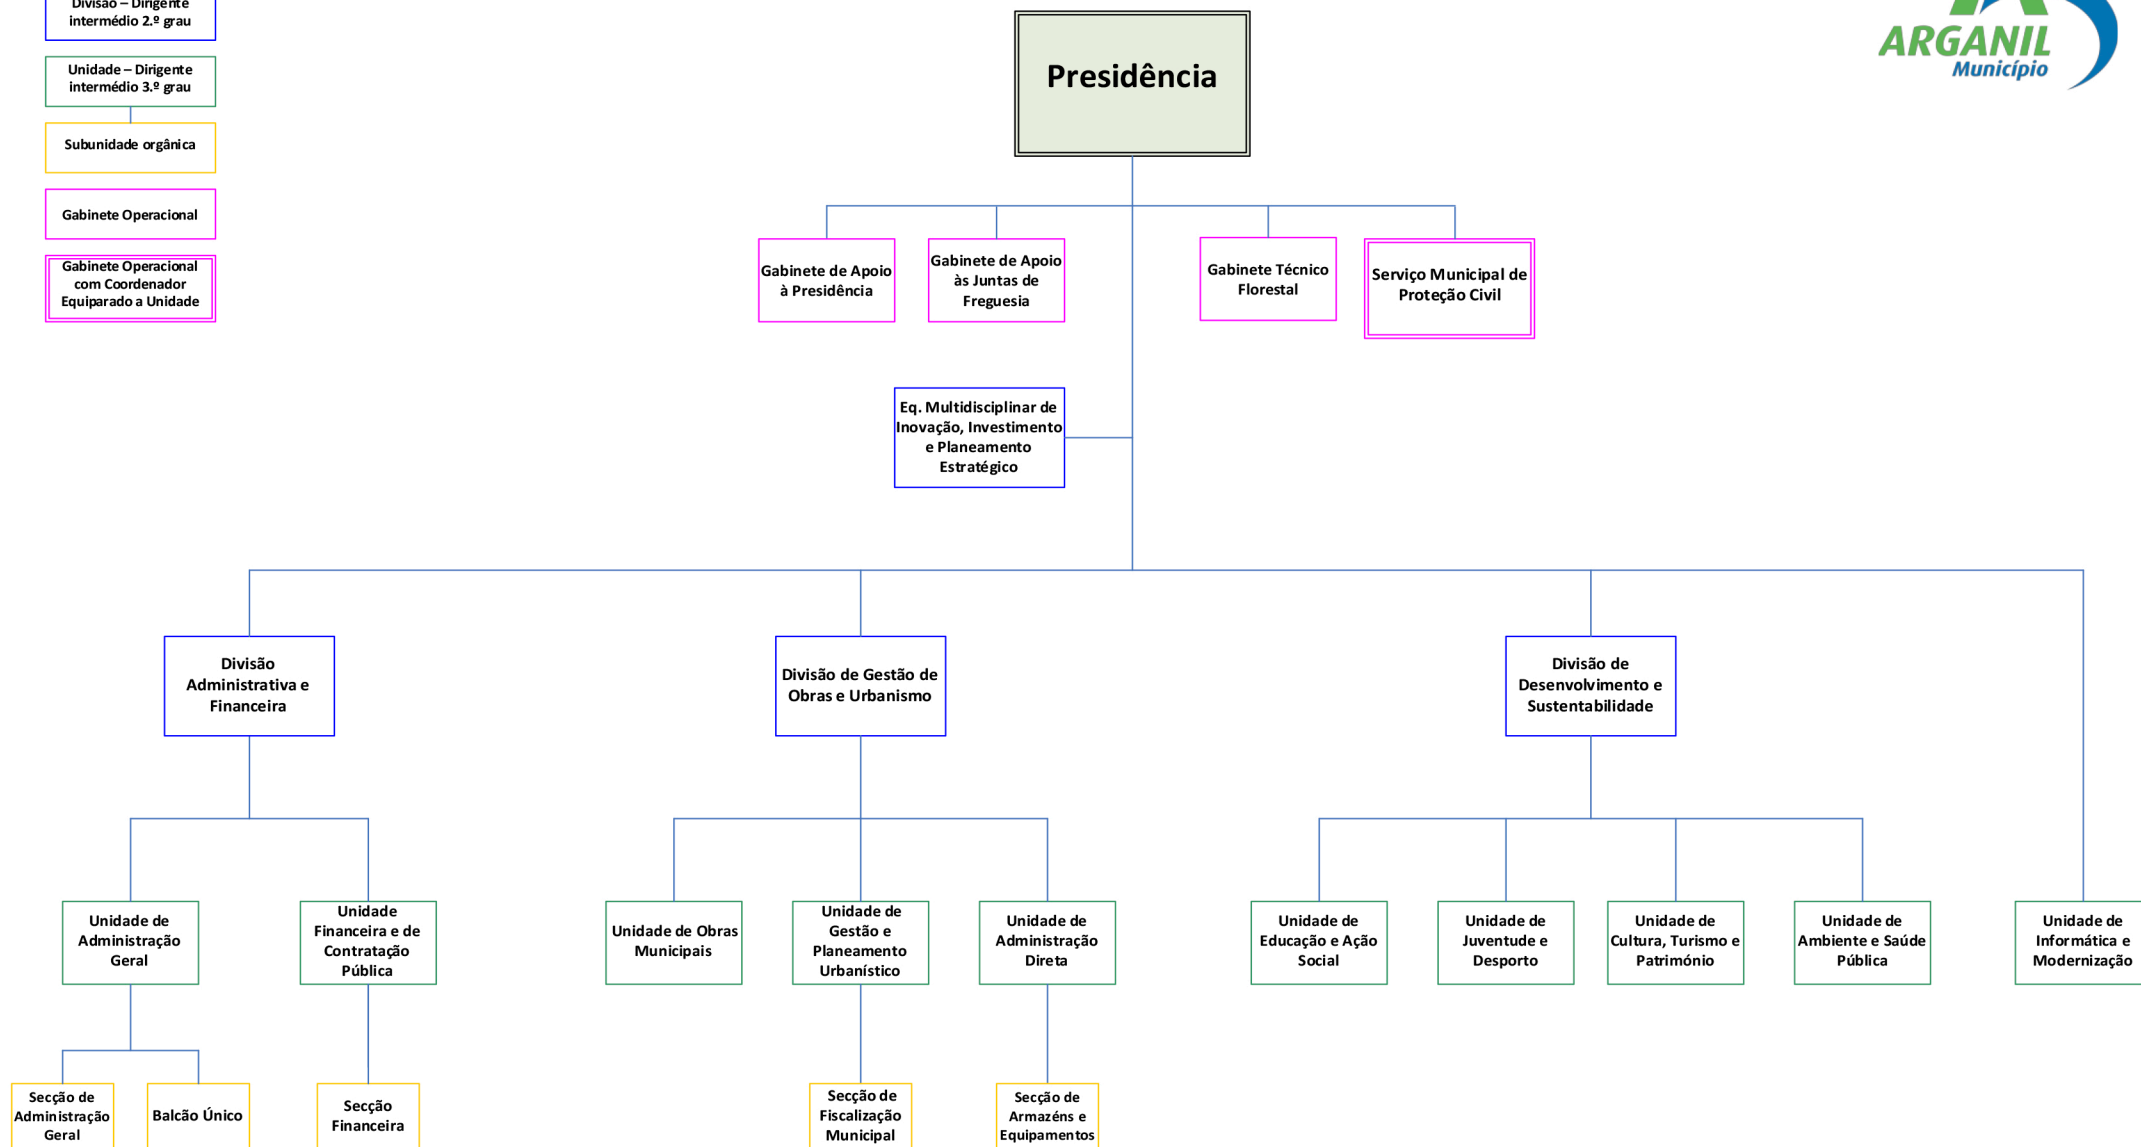 Divisão – Dirigente
intermédio 2.º grau
Unidade – Dirigente
intermédio 3.º grau
Subunidade orgânica
Gabinete Operacional
Gabinete Operacional
com Coordenador
Equiparado a Unidade
ARGANIL
Município
Presidência
Gabinete de Apoio
à Presidência
Gabinete de Apoio
às Juntas de
Freguesia
Gabinete Técnico
Florestal
Serviço Municipal de
Proteção Civil
Eq. Multidisciplinar de
Inovação, Investimento
e Planeamento
Estratégico
Divisão
Administrativa e
Financeira
Divisão de Gestão de
Obras e Urbanismo
Divisão de
Desenvolvimento e
Sustentabilidade
Unidade de
Administração
Geral
Unidade
Financeira e de
Contratação
Pública
Unidade de Obras
Municipais
Unidade de
Gestão e
Planeamento
Urbanístico
Unidade de
Administração
Direta
Unidade de
Educação e Ação
Social
Unidade de
Juventude e
Desporto
Unidade de
Cultura, Turismo e
Património
Unidade de
Ambiente e Saúde
Pública
Unidade de
Informática e
Modernização
Secção de
Administração
Geral
Balcão Único
Secção
Financeira
Secção de
Fiscalização
Municipal
Secção de
Armazéns e
Equipamentos